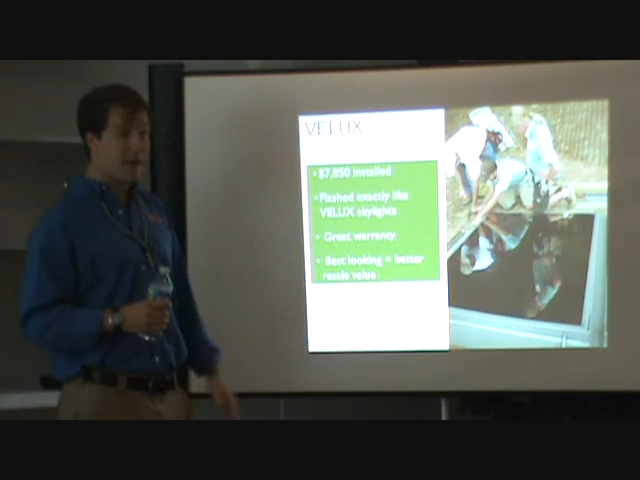 VELUX
• $7,850 installed
• Flashed exactly like
VELUX skylights
• Great warranty
• Best looking = better
resale value